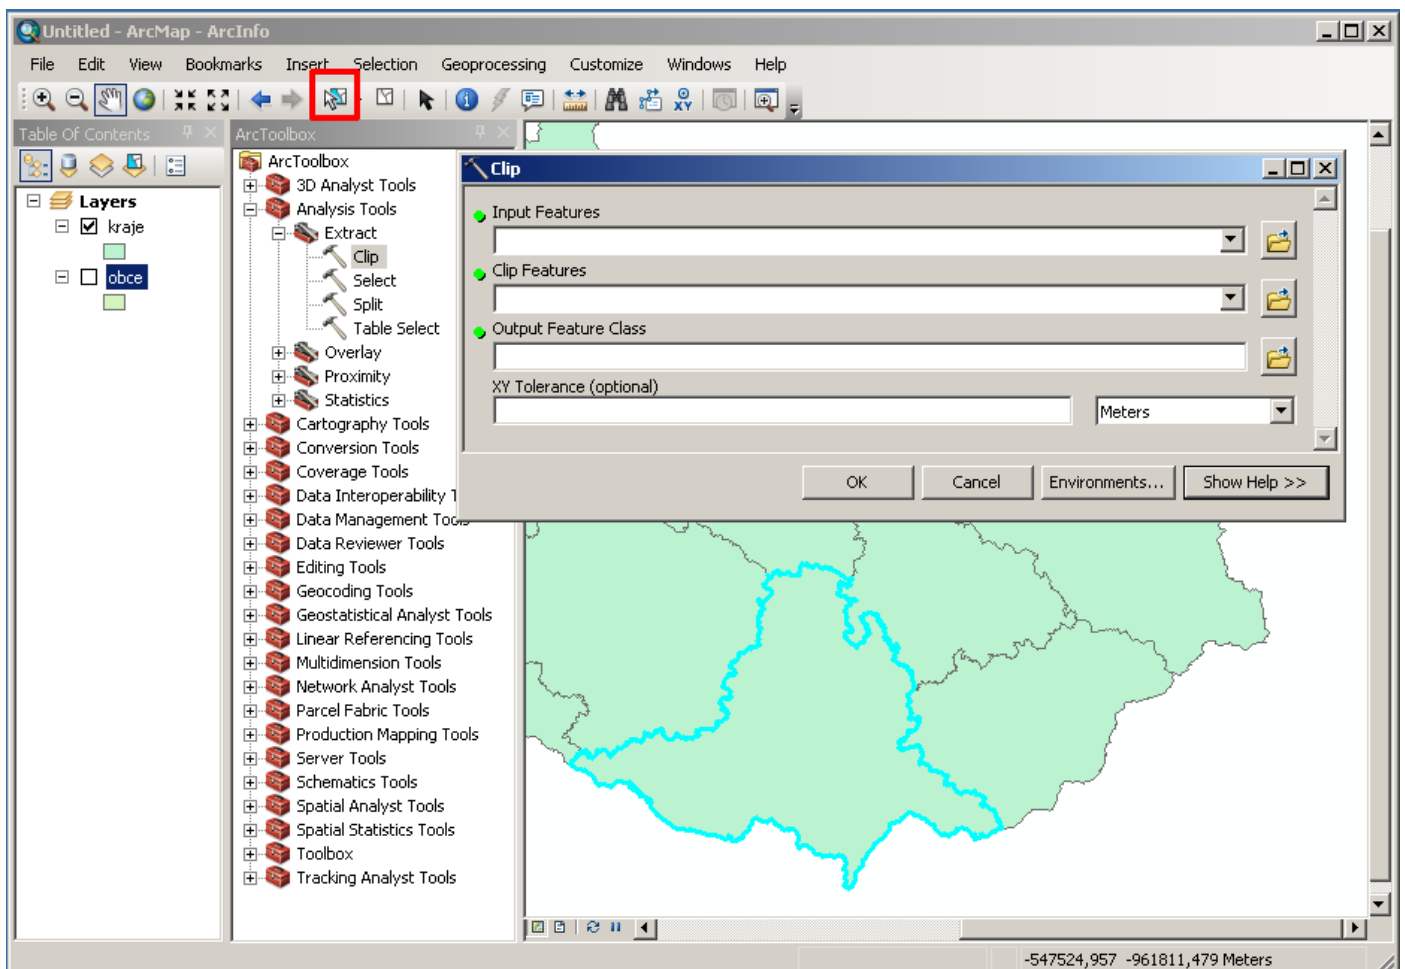 Untitled - ArcMap - ArcInfo
File Edit View Bookmarks Insert Selection Geoprocessing Customize Windows Help
XY
Table Of Contents
Layers
kraje
obce
ArcToolbox
ArcToolbox
3D Analyst Tools
Analysis Tools
Extract
Clip
Select
Split
Table Select
Overlay
Proximity
Statistics
Cartography Tools
Conversion Tools
Coverage Tools
Data Interoperability T
Data Management Tools
Data Reviewer Tools
Editing Tools
Geocoding Tools
Geostatistical Analyst Tools
Linear Referencing Tools
Multidimension Tools
Network Analyst Tools
Parcel Fabric Tools
Production Mapping Tools
Server Tools
Schematics Tools
Spatial Analyst Tools
Spatial Statistics Tools
Toolbox
Tracking Analyst Tools
Clip
Input Features
Clip Features
Output Feature Class
XY Tolerance (optional)
Meters
OK Cancel Environments... Show Help >>
-547524,957 -961811,479 Meters